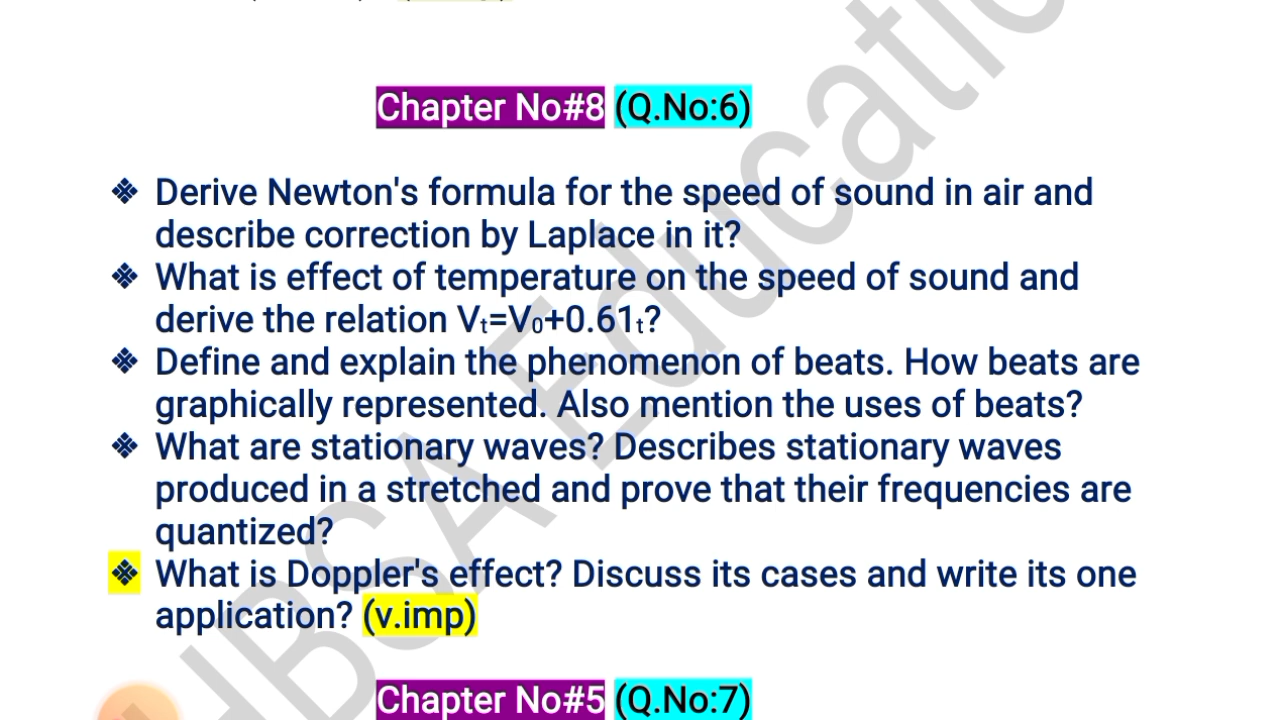 Chapter No#8 (Q.No:6)
❖ Derive Newton's formula for the speed of sound in air and
describe correction by Laplace in it?
❖ What is effect of temperature on the speed of sound and
derive the relation Vₜ=V₀+0.61ₜ?
❖ Define and explain the phenomenon of beats. How beats are
graphically represented. Also mention the uses of beats?
❖ What are stationary waves? Describes stationary waves
produced in a stretched and prove that their frequencies are
quantized?
❖ What is Doppler's effect? Discuss its cases and write its one
application? (v.imp)
Chapter No#5 (Q.No:7)